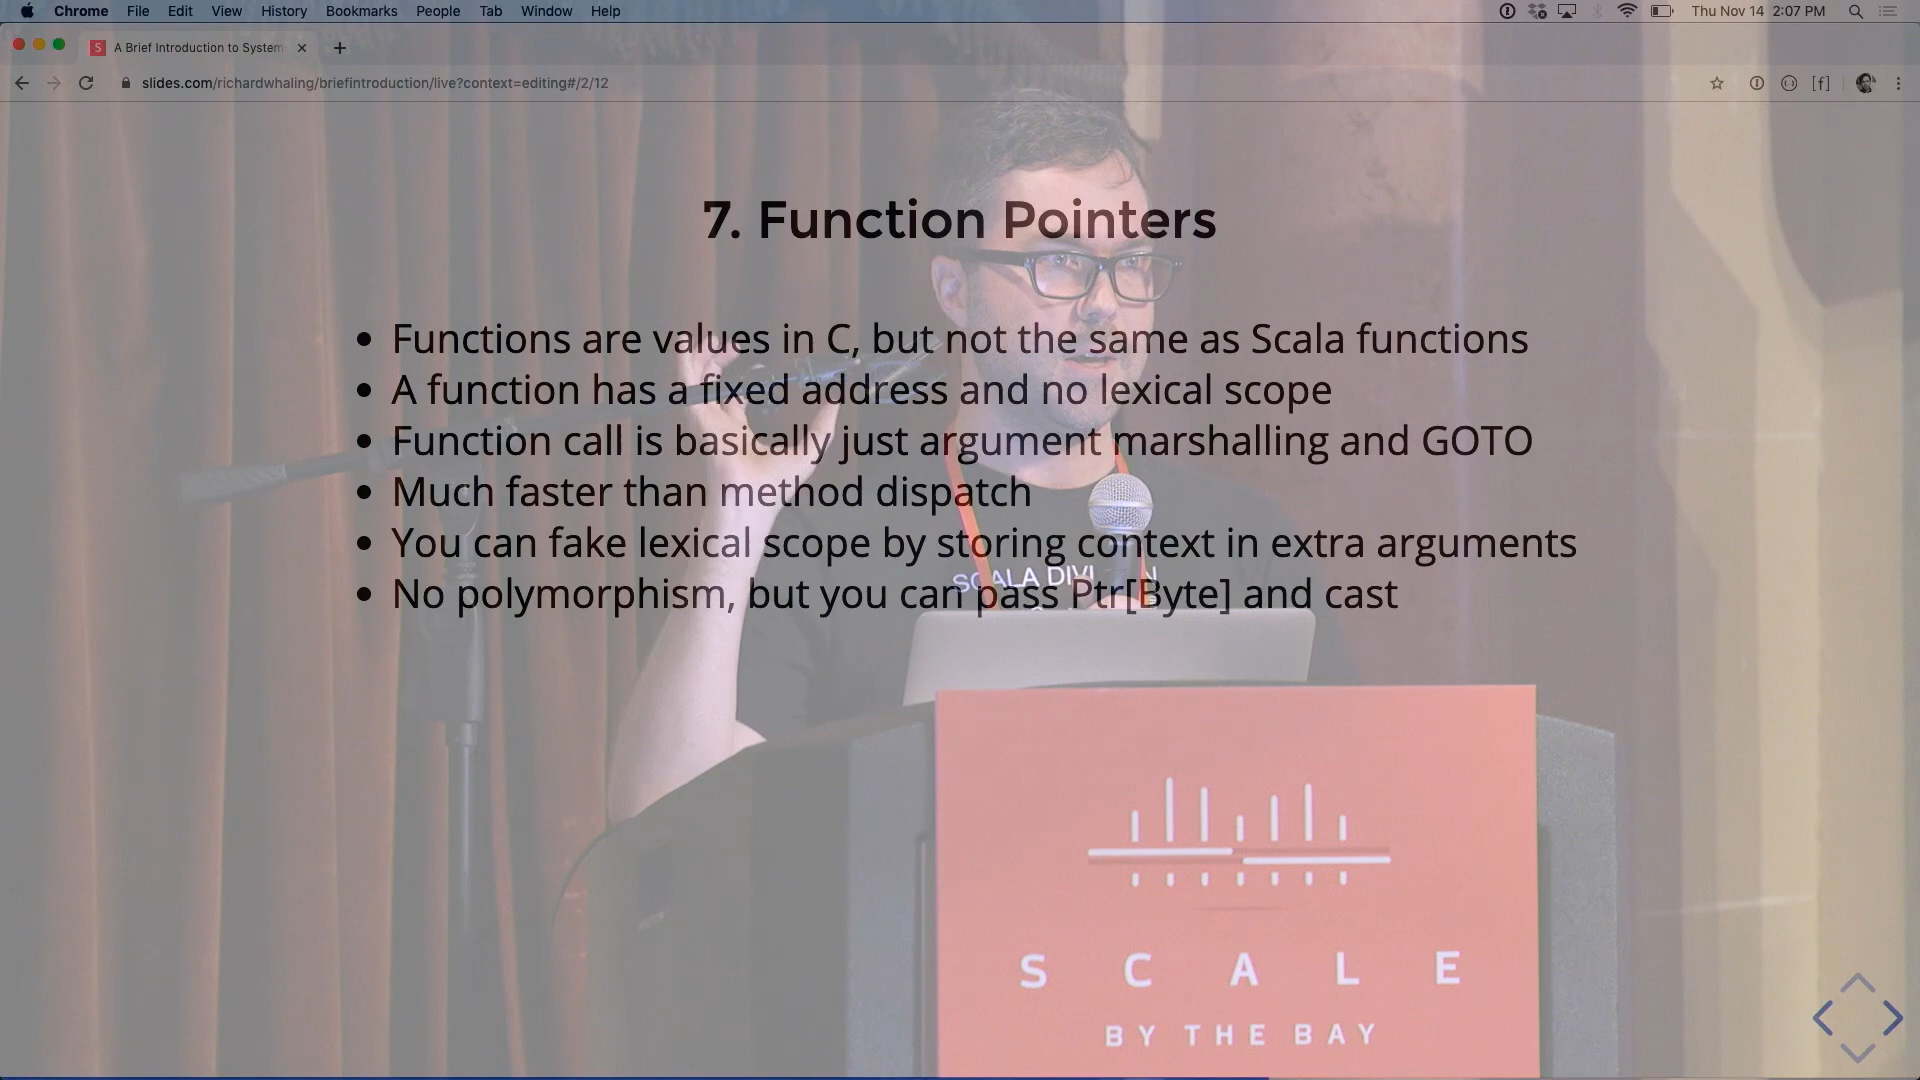 Chrome File Edit View History Bookmarks People Tab Window Help Thu Nov 14 2:07 PM
S A Brief Introduction to System
slides.com/richardwhaling/briefintroduction/live?context=editing#/2/12 [f]
7. Function Pointers
• Functions are values in C, but not the same as Scala functions
• A function has a fixed address and no lexical scope
• Function call is basically just argument marshalling and GOTO
• Much faster than method dispatch
• You can fake lexical scope by storing context in extra arguments
SCALA
• No polymorphism, but you can pass Ptr[Byte] and cast
SCALE
BY THE BAY